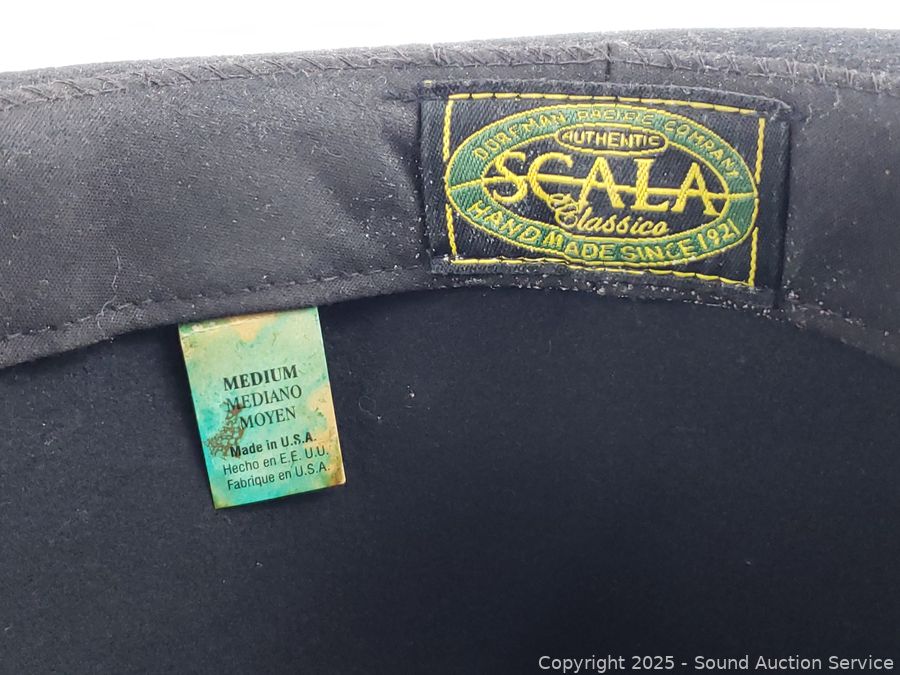 DORFMAN PACIFIC COMPANY
AUTHENTIC
SCALA
Classico
HANDMADE SINCE 1921
MEDIUM
MEDIANO
MOYEN
Made in U.S.A.
Hecho en E.E. U.U.
Fabrique en U.S.A.
Copyright © 2025 - Sound Auction Service